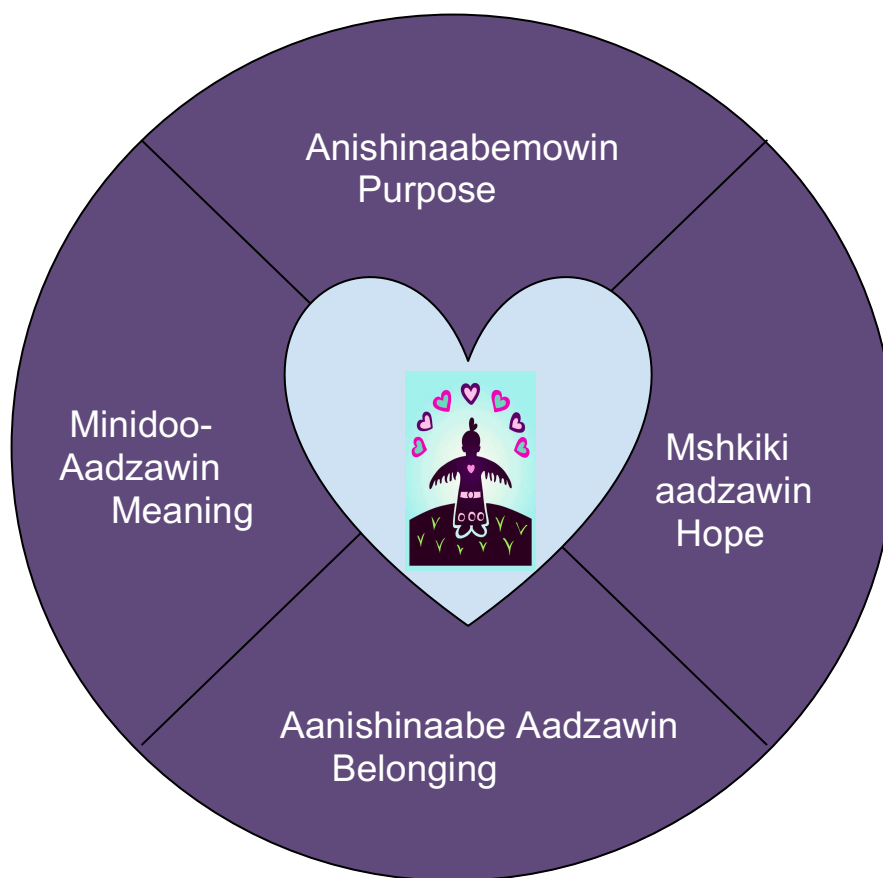 Anishinaabemowin
Purpose
Minidoo-
Aadzawin
Meaning
Mshkiki
aadzawin
Hope
Aanishinaabe Aadzawin
Belonging